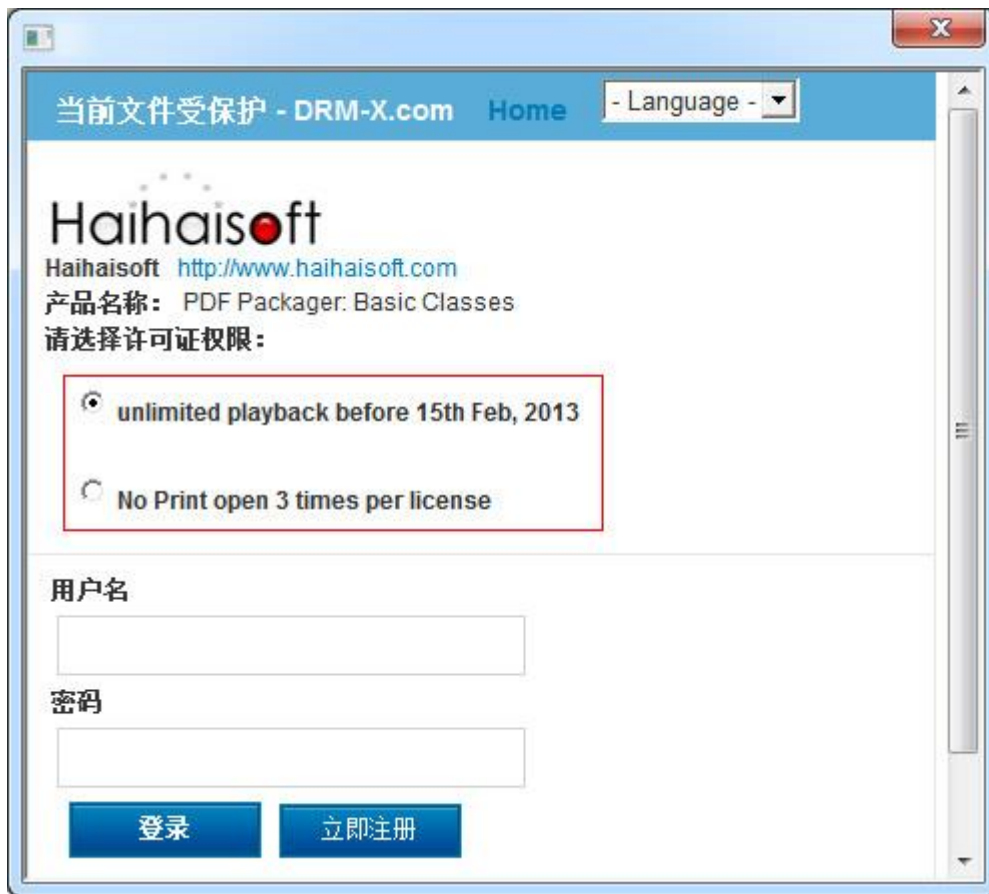 当前文件受保护 - DRM-X.com Home - Language -
Haihaisoft
Haihaisoft http://www.haihaisoft.com
产品名称： PDF Packager: Basic Classes
请选择许可证权限：
unlimited playback before 15th Feb, 2013
No Print open 3 times per license
用户名
密码
登录 立即注册